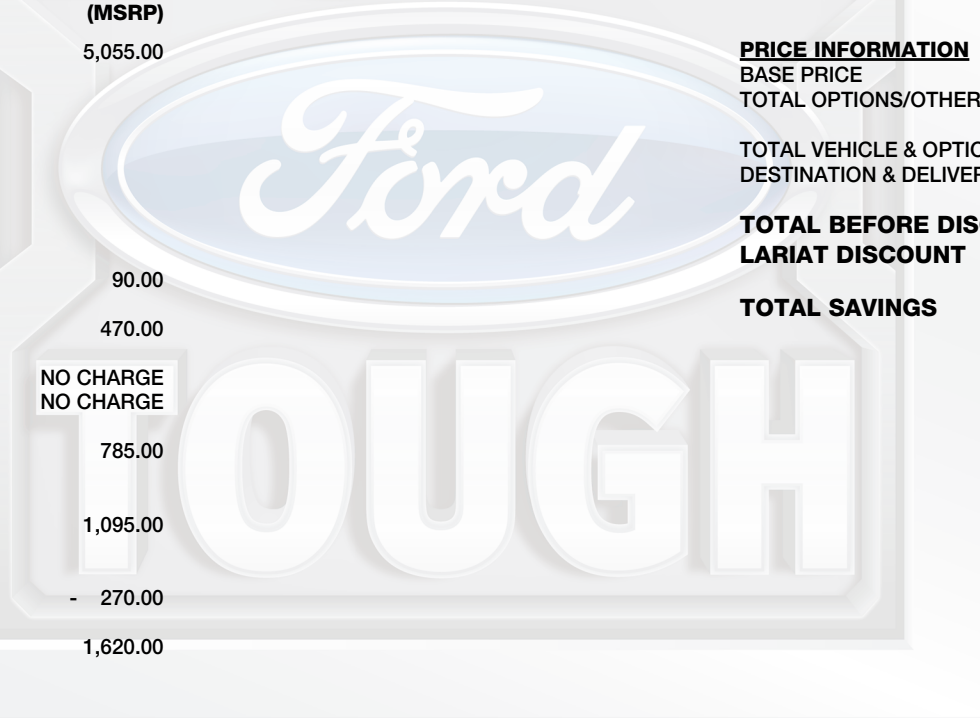 (MSRP)
5,055.00
90.00
470.00
NO CHARGE
NO CHARGE
785.00
1,095.00
- 270.00
1,620.00
PRICE INFORMATION
BASE PRICE
TOTAL OPTIONS/OTHER
TOTAL VEHICLE & OPTIO
DESTINATION & DELIVER
TOTAL BEFORE DISC
LARIAT DISCOUNT
TOTAL SAVINGS
Ford
TOUGH